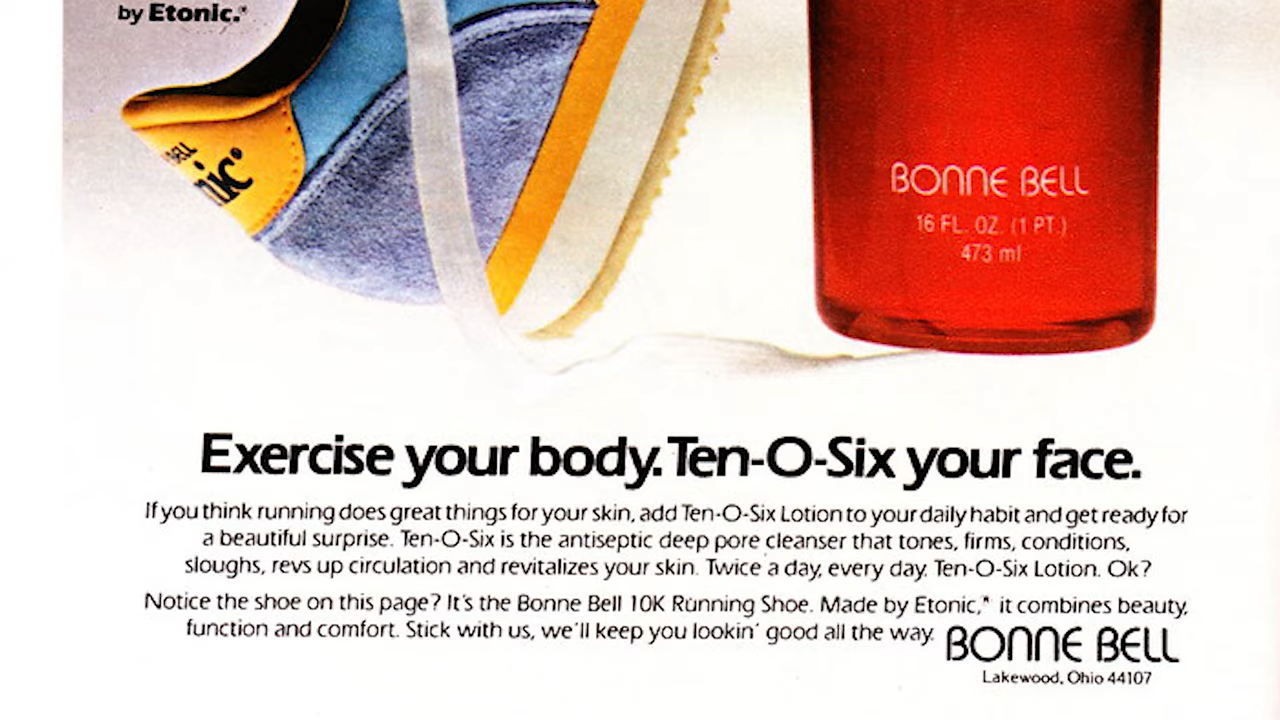 by Etonic.*
BELL
nic®
BONNE BELL
16 FL. OZ. (1 PT.)
473 ml
Exercise your body. Ten-O-Six your face.
If you think running does great things for your skin, add Ten-O-Six Lotion to your daily habit and get ready for
a beautiful surprise. Ten-O-Six is the antiseptic deep pore cleanser that tones, firms, conditions,
sloughs, revs up circulation and revitalizes your skin. Twice a day, every day. Ten-O-Six Lotion. Ok?
Notice the shoe on this page? It's the Bonne Bell 10K Running Shoe. Made by Etonic,* it combines beauty,
function and comfort. Stick with us, we'll keep you lookin' good all the way.
BONNE BELL
Lakewood, Ohio 44107